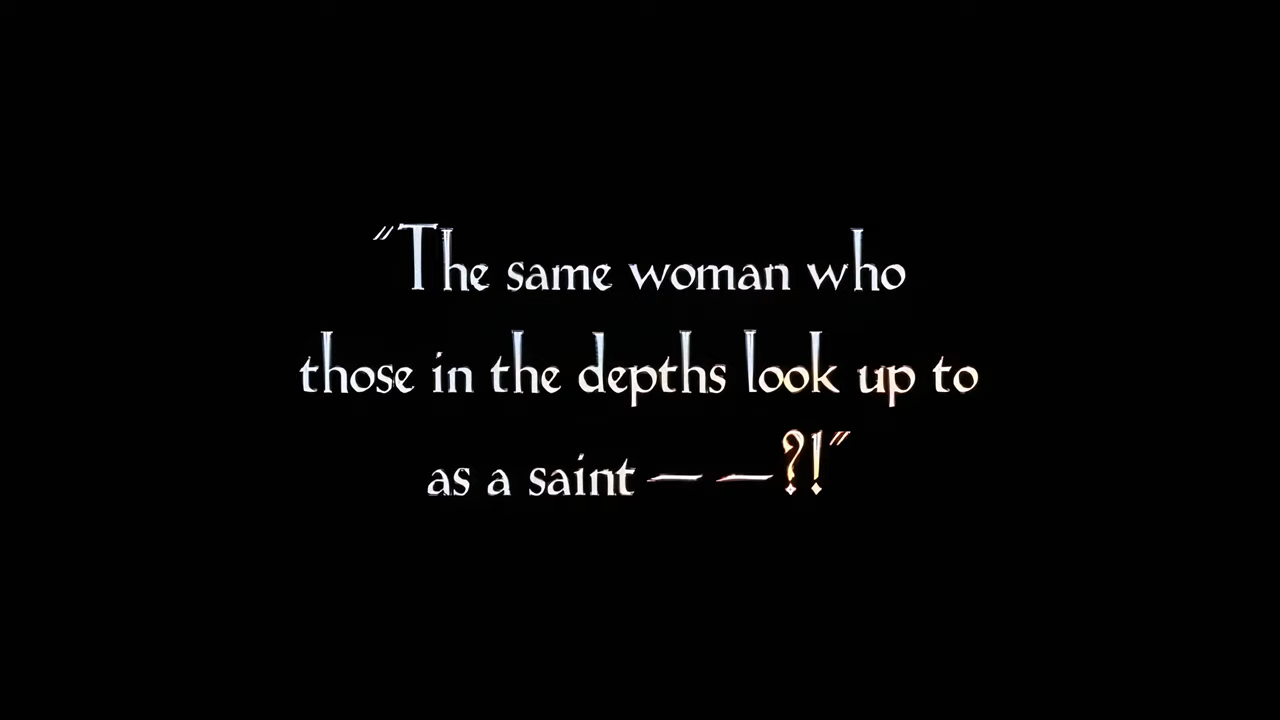 "The same woman who
those in the depths look up to
as a saint — —?!"